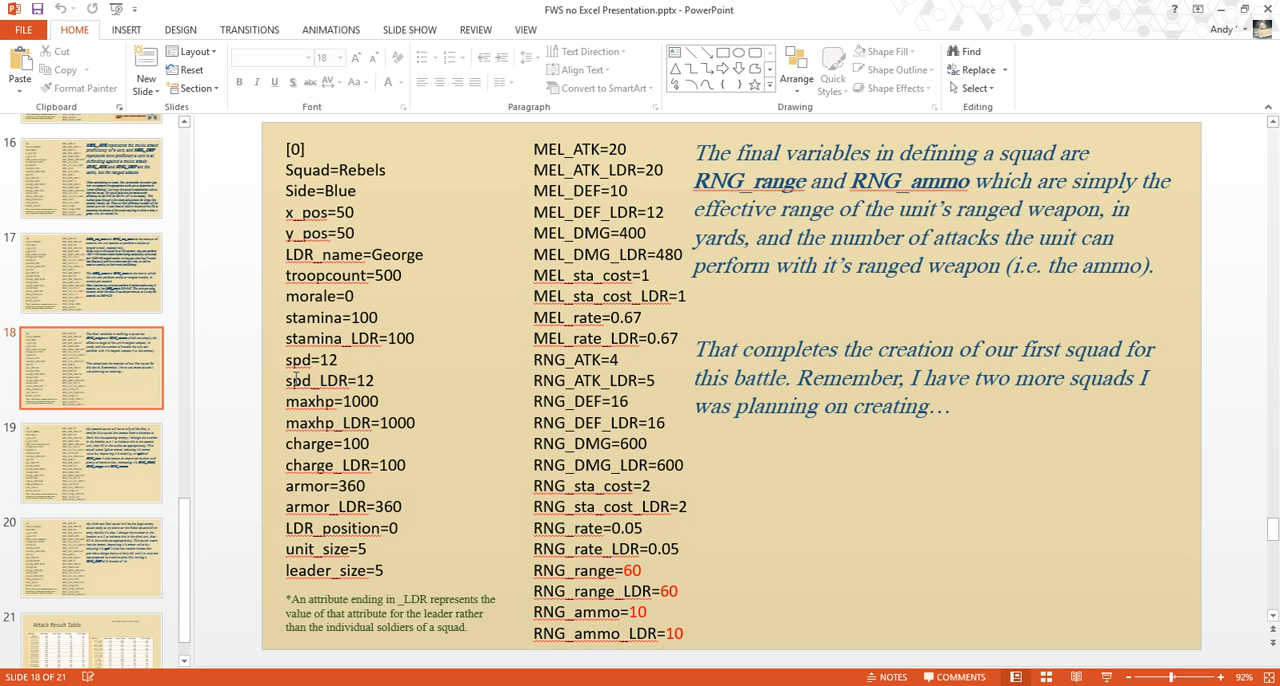 FWS no Excel Presentation.pptx - PowerPoint
FILE HOME INSERT DESIGN TRANSITIONS ANIMATIONS SLIDE SHOW REVIEW VIEW Andy
Paste
Cut
Copy
Format Painter
Clipboard
New Slide
Layout
Reset
Section
Slides
18
Font
Text Direction
Align Text
Convert to SmartArt
Paragraph
Arrange
Quick Styles
Shape Fill
Shape Outline
Shape Effects
Drawing
Find
Replace
Select
Editing
16
17
18
19
20
21
Attack Result Table
[0]
Squad=Rebels
Side=Blue
x_pos=50
y_pos=50
LDR_name=George
troopcount=500
morale=0
stamina=100
stamina_LDR=100
spd=12
spd_LDR=12
maxhp=1000
maxhp_LDR=1000
charge=100
charge_LDR=100
armor=360
armor_LDR=360
LDR_position=0
unit_size=5
leader_size=5
*An attribute ending in _LDR represents the
value of that attribute for the leader rather
than the individual soldiers of a squad.
MEL_ATK=20
MEL_ATK_LDR=20
MEL_DEF=10
MEL_DEF_LDR=12
MEL_DMG=400
MEL_DMG_LDR=480
MEL_sta_cost=1
MEL_sta_cost_LDR=1
MEL_rate=0.67
MEL_rate_LDR=0.67
RNG_ATK=4
RNG_ATK_LDR=5
RNG_DEF=16
RNG_DEF_LDR=16
RNG_DMG=600
RNG_DMG_LDR=600
RNG_sta_cost=2
RNG_sta_cost_LDR=2
RNG_rate=0.05
RNG_rate_LDR=0.05
RNG_range=60
RNG_range_LDR=60
RNG_ammo=10
RNG_ammo_LDR=10
The final variables in defining a squad are
RNG_range and RNG_ammo which are simply the
effective range of the unit's ranged weapon, in
yards, and the number of attacks the unit can
perform with it's ranged weapon (i.e. the ammo).
That completes the creation of our first squad for
this battle. Remember, I have two more squads I
was planning on creating…
SLIDE 18 OF 21
NOTES
COMMENTS
92%